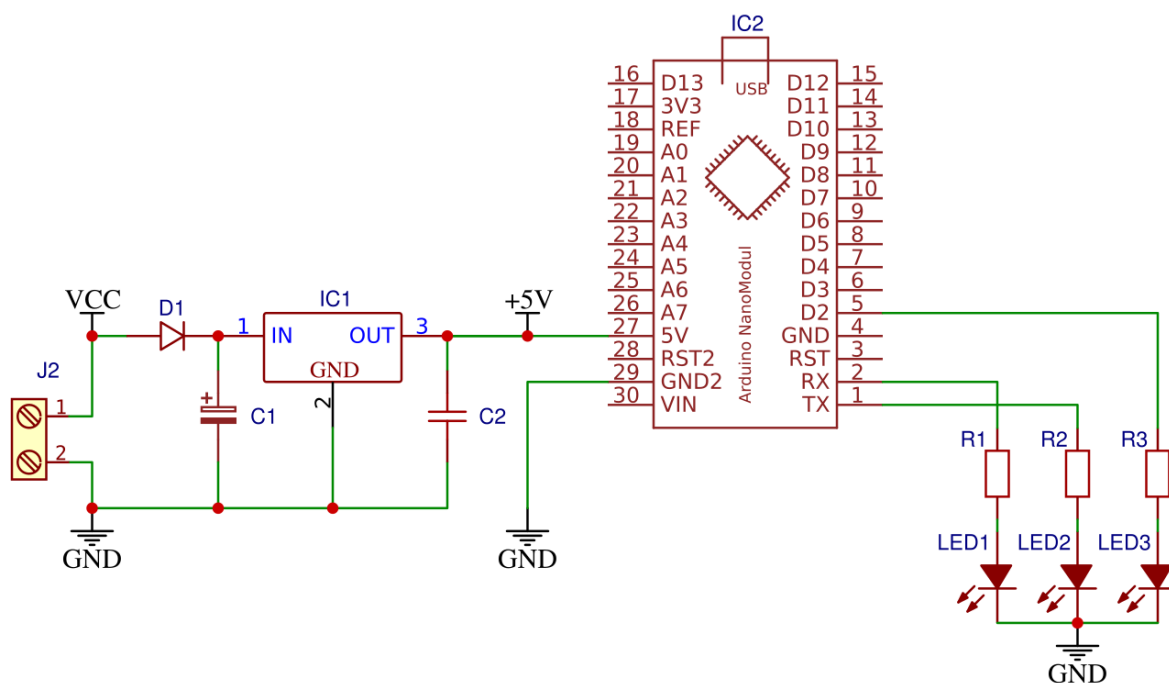 IC2
USB
16 D13 D12 15
17 3V3 D11 14
18 REF D10 13
19 A0 D9 12
20 A1 D8 11
21 A2 D7 10
22 A3 D6 9
23 A4 D5 8
24 A5 D4 7
25 A6 D3 6
26 A7 D2 5
27 5V GND 4
28 RST2 RST 3
29 GND2 RX 2
30 VIN TX 1
Arduino NanoModul
VCC
D1
IC1
+5V
1 IN OUT 3
GND
2
J2
1
2
+
C1
C2
GND
GND
R1 R2 R3
LED1 LED2 LED3
GND